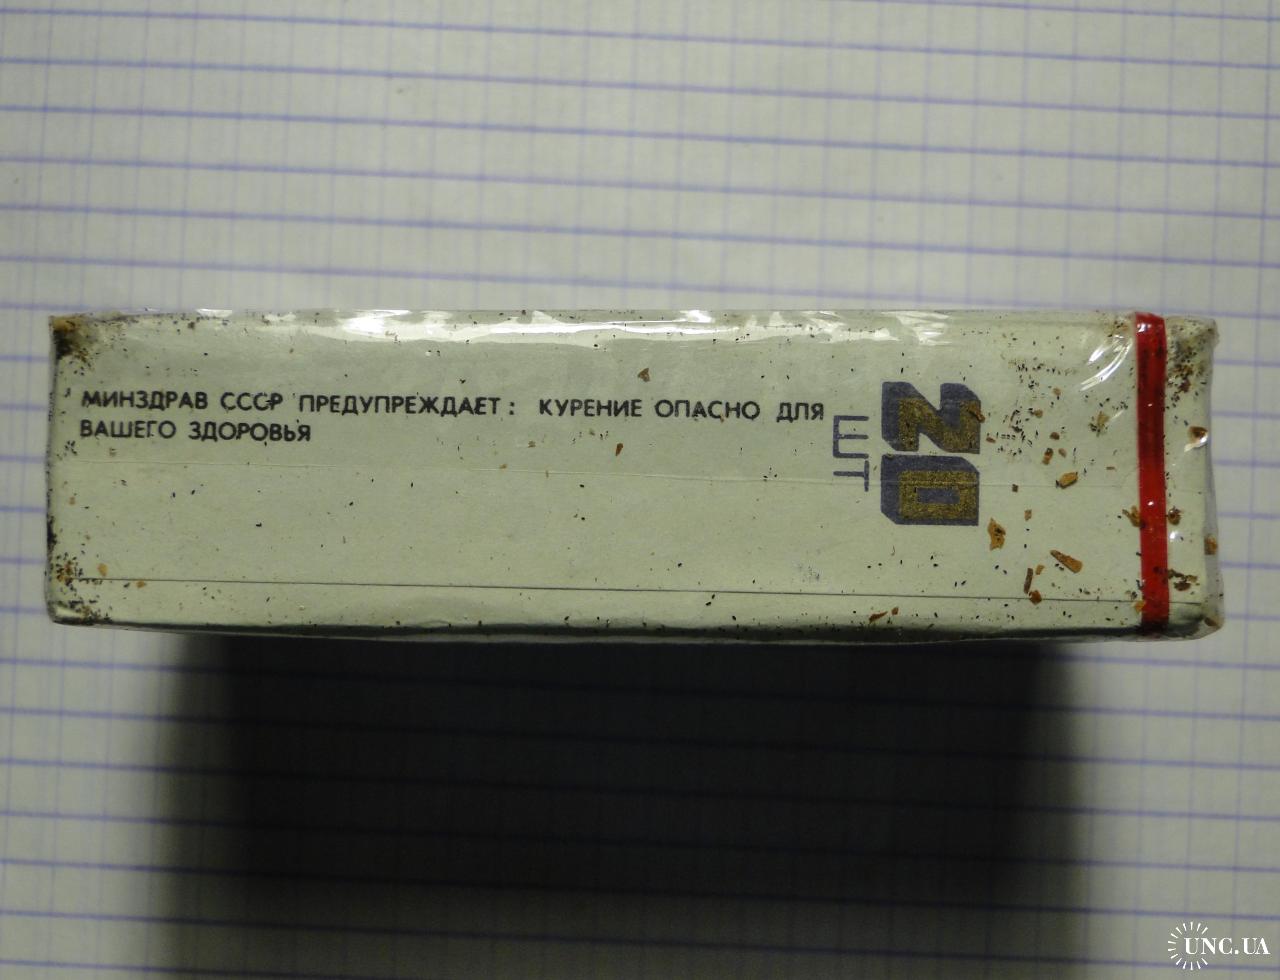 МИНЗДРАВ СССР ПРЕДУПРЕЖДАЕТ: КУРЕНИЕ ОПАСНО ДЛЯ
ВАШЕГО ЗДОРОВЬЯ
20
ШТ
UNC.UA